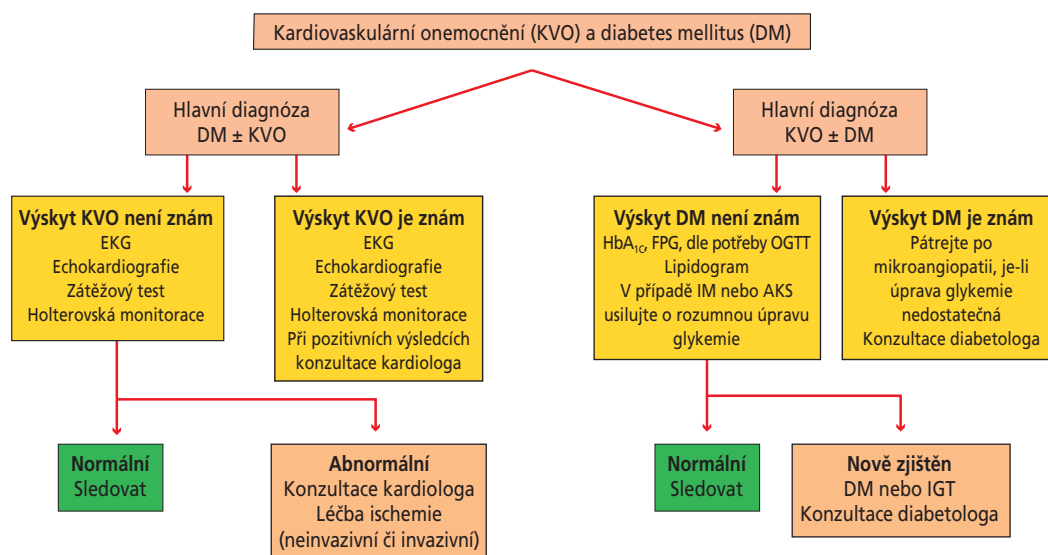 Kardiovaskulární onemocnění (KVO) a diabetes mellitus (DM)
Hlavní diagnóza
DM ± KVO
Hlavní diagnóza
KVO ± DM
Výskyt KVO není znám
EKG
Echokardiografie
Zátěžový test
Holterovská monitorace
Výskyt KVO je znám
EKG
Echokardiografie
Zátěžový test
Holterovská monitorace
Při pozitivních výsledcích
konzultace kardiologa
Výskyt DM není znám
HbA1C, FPG, dle potřeby OGTT
Lipidogram
V případě IM nebo AKS
usilujte o rozumnou úpravu
glykemie
Výskyt DM je znám
Pátrejte po
mikroangiopatii, je-li
úprava glykemie
nedostatečná
Konzultace diabetologa
Normální
Sledovat
Abnormální
Konzultace kardiologa
Léčba ischemie
(neinvazivní či invazivní)
Normální
Sledovat
Nově zjištěn
DM nebo IGT
Konzultace diabetologa